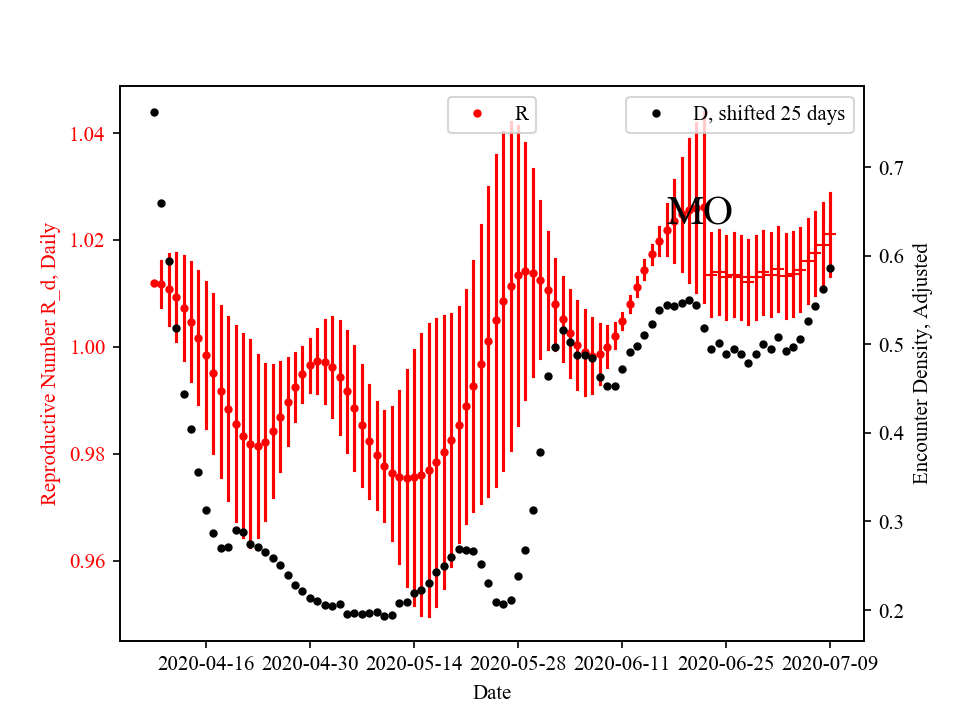 R
D, shifted 25 days
MO
1.04
1.02
1.00
0.98
0.96
Reproductive Number R_d, Daily
0.7
0.6
0.5
0.4
0.3
0.2
Encounter Density, Adjusted
2020-04-16 2020-04-30 2020-05-14 2020-05-28 2020-06-11 2020-06-25 2020-07-09
Date